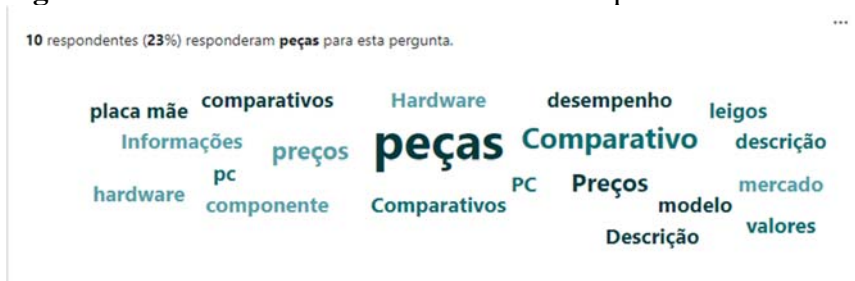 10 respondentes (23%) responderam peças para esta pergunta.
placa mãe comparativos Hardware desempenho leigos
Informações preços peças Comparativo descrição
hardware pc componente Comparativos PC Preços modelo mercado
Descrição valores